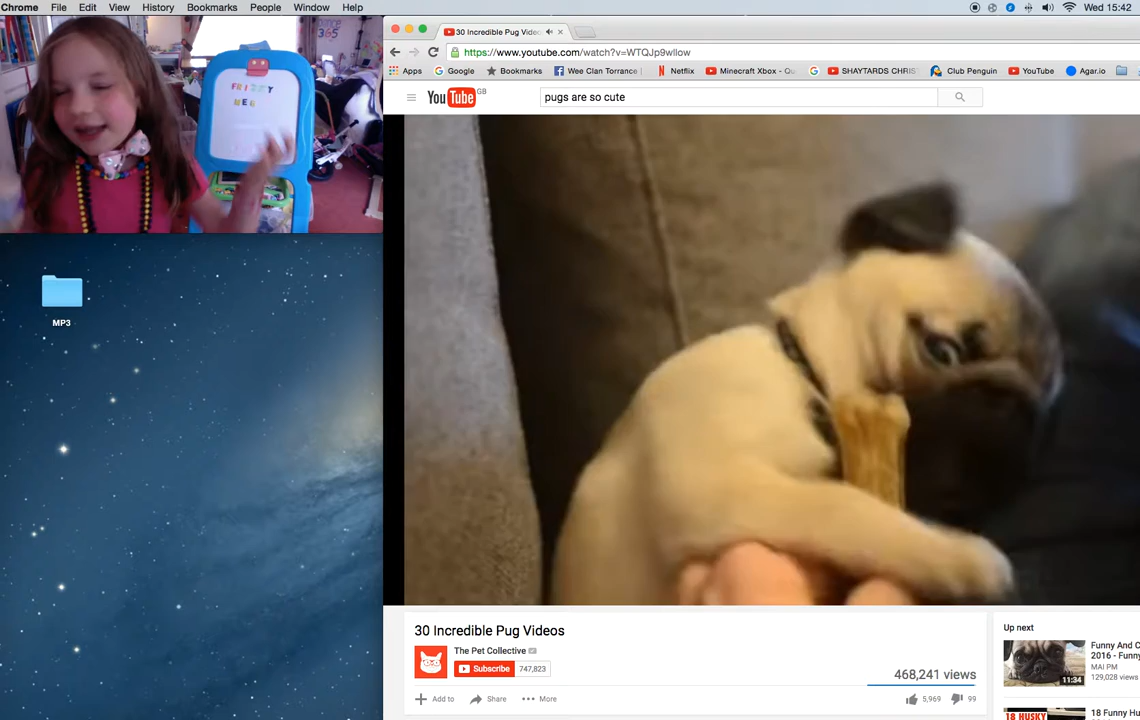 Chrome File Edit View History Bookmarks People Window Help Wed 15:42
30 Incredible Pug Video
https://www.youtube.com/watch?v=WTQJp9wllow
Apps Google Bookmarks Wee Clan Torrance Netflix Minecraft Xbox - Qu SHAYTARDS CHRIS Club Penguin YouTube Agar.io
YouTube GB pugs are so cute
365
FRIZZY
MP3
30 Incredible Pug Videos
The Pet Collective
Subscribe 747,823
468,241 views
Add to Share More 5,969 99
Up next
Funny And C
2016 - Funny
MAI PM
129,028 views
11:34
18 Funny Hu
18 HUSKY